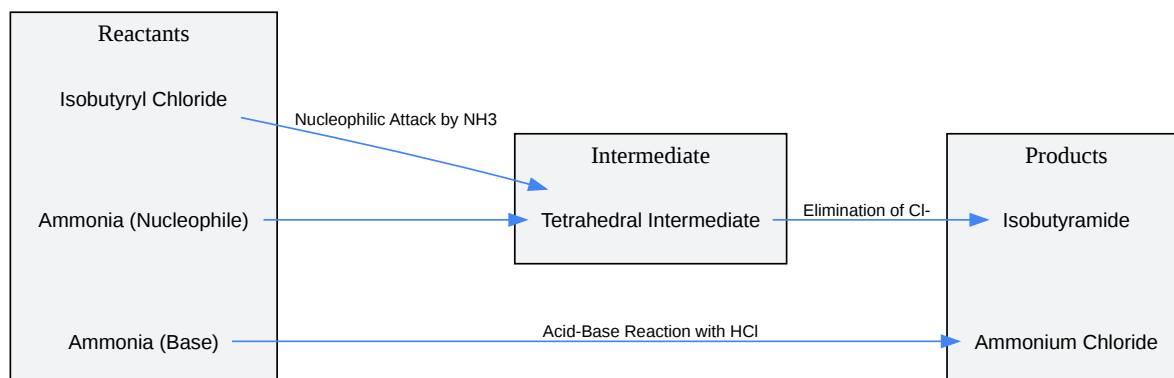 Reactants
Isobutyryl Chloride
Nucleophilic Attack by NH3
Intermediate
Products
Ammonia (Nucleophile)
Tetrahedral Intermediate
Elimination of Cl-
Isobutyramide
Ammonia (Base)
Acid-Base Reaction with HCl
Ammonium Chloride